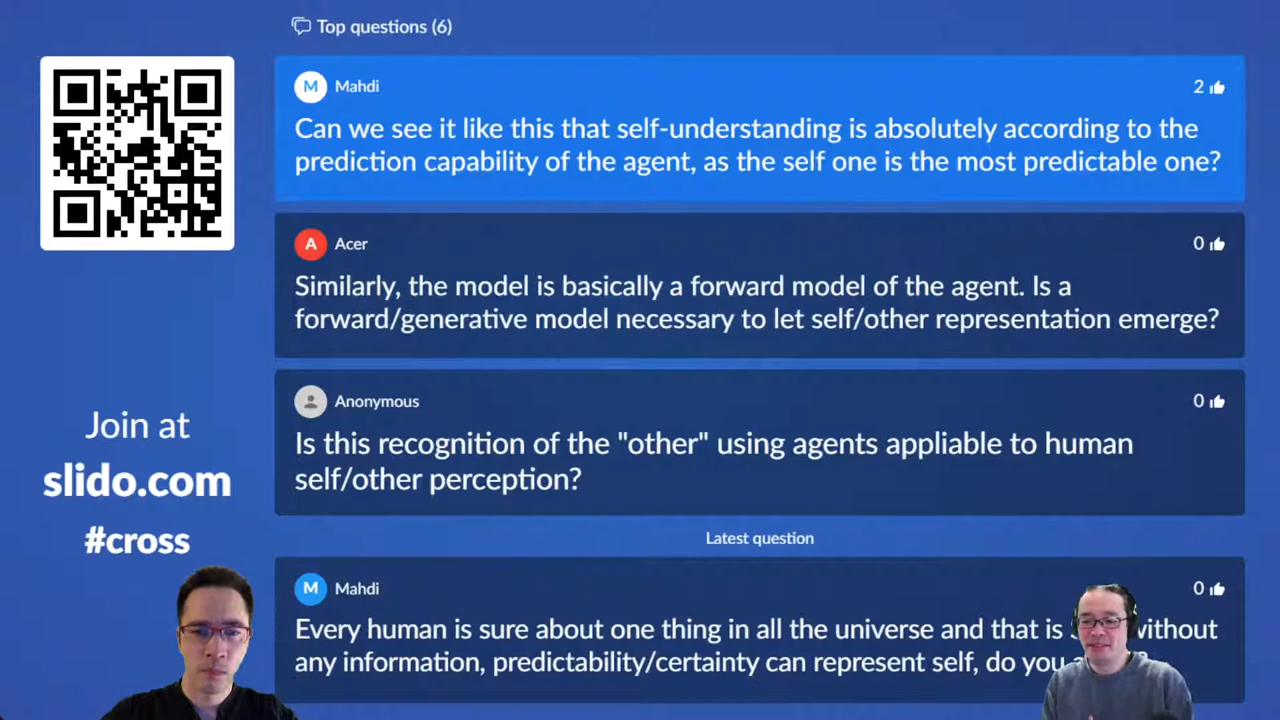 Top questions (6)
M Mahdi 2
Can we see it like this that self-understanding is absolutely according to the
prediction capability of the agent, as the self one is the most predictable one?
A Acer 0
Similarly, the model is basically a forward model of the agent. Is a
forward/generative model necessary to let self/other representation emerge?
Anonymous 0
Is this recognition of the "other" using agents appliable to human
self/other perception?
Join at
slido.com
#cross
Latest question
M Mahdi 0
Every human is sure about one thing in all the universe and that is without
any information, predictability/certainty can represent self, do you